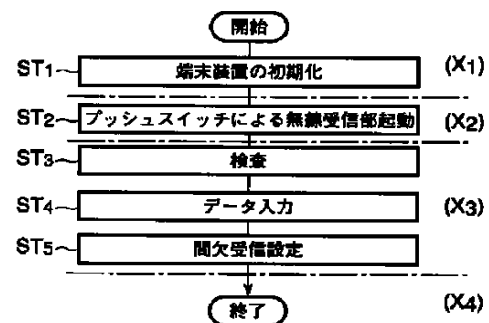 開始
ST1 端末装置の初期化 (X1)
ST2 プッシュスイッチによる無線受信部起動 (X2)
ST3 検査
ST4 データ入力 (X3)
ST5 間欠受信設定
終了 (X4)